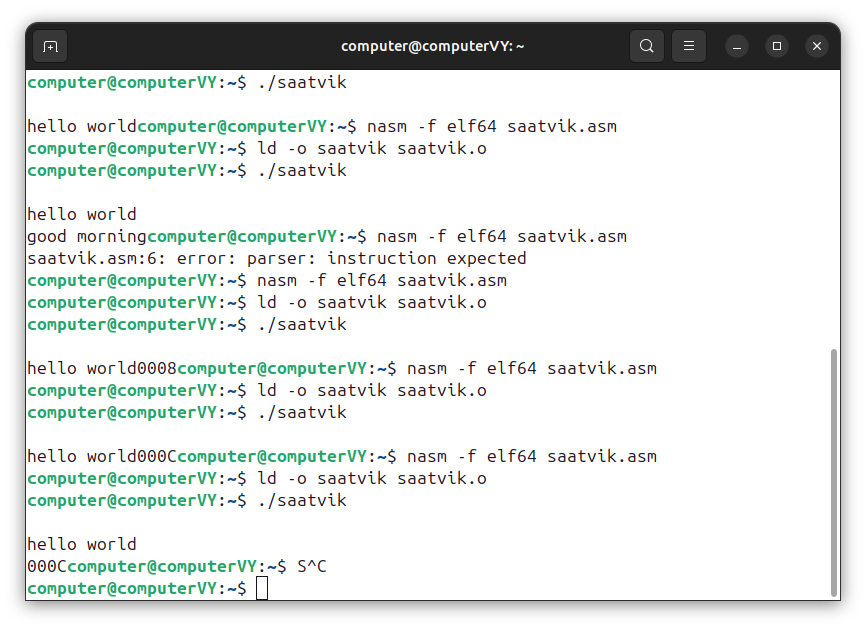 computer@computerVY: ~
computer@computerVY:~$ ./saatvik
hello worldcomputer@computerVY:~$ nasm -f elf64 saatvik.asm
computer@computerVY:~$ ld -o saatvik saatvik.o
computer@computerVY:~$ ./saatvik
hello world
good morningcomputer@computerVY:~$ nasm -f elf64 saatvik.asm
saatvik.asm:6: error: parser: instruction expected
computer@computerVY:~$ nasm -f elf64 saatvik.asm
computer@computerVY:~$ ld -o saatvik saatvik.o
computer@computerVY:~$ ./saatvik
hello world0008computer@computerVY:~$ nasm -f elf64 saatvik.asm
computer@computerVY:~$ ld -o saatvik saatvik.o
computer@computerVY:~$ ./saatvik
hello world000Ccomputer@computerVY:~$ nasm -f elf64 saatvik.asm
computer@computerVY:~$ ld -o saatvik saatvik.o
computer@computerVY:~$ ./saatvik
hello world
000Ccomputer@computerVY:~$ S^C
computer@computerVY:~$